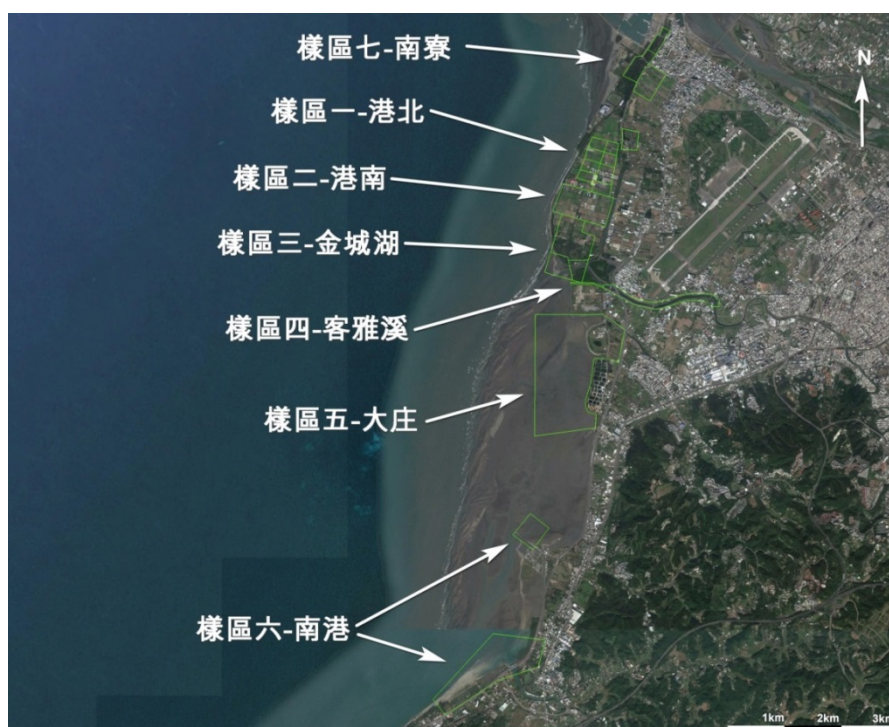 樣區七-南寮
N
樣區一-港北
樣區二-港南
樣區三-金城湖
樣區四-客雅溪
樣區五-大庄
樣區六-南港
1km 2km 3km